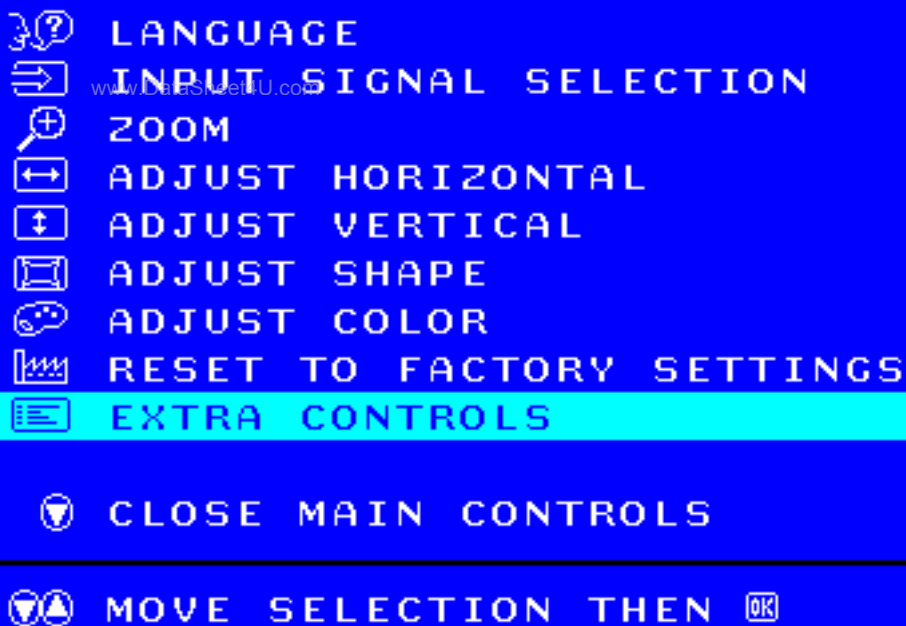 LANGUAGE
INPUT SIGNAL SELECTION
www.DataSheet4U.com
ZOOM
ADJUST HORIZONTAL
ADJUST VERTICAL
ADJUST SHAPE
ADJUST COLOR
RESET TO FACTORY SETTINGS
EXTRA CONTROLS
CLOSE MAIN CONTROLS
MOVE SELECTION THEN OK